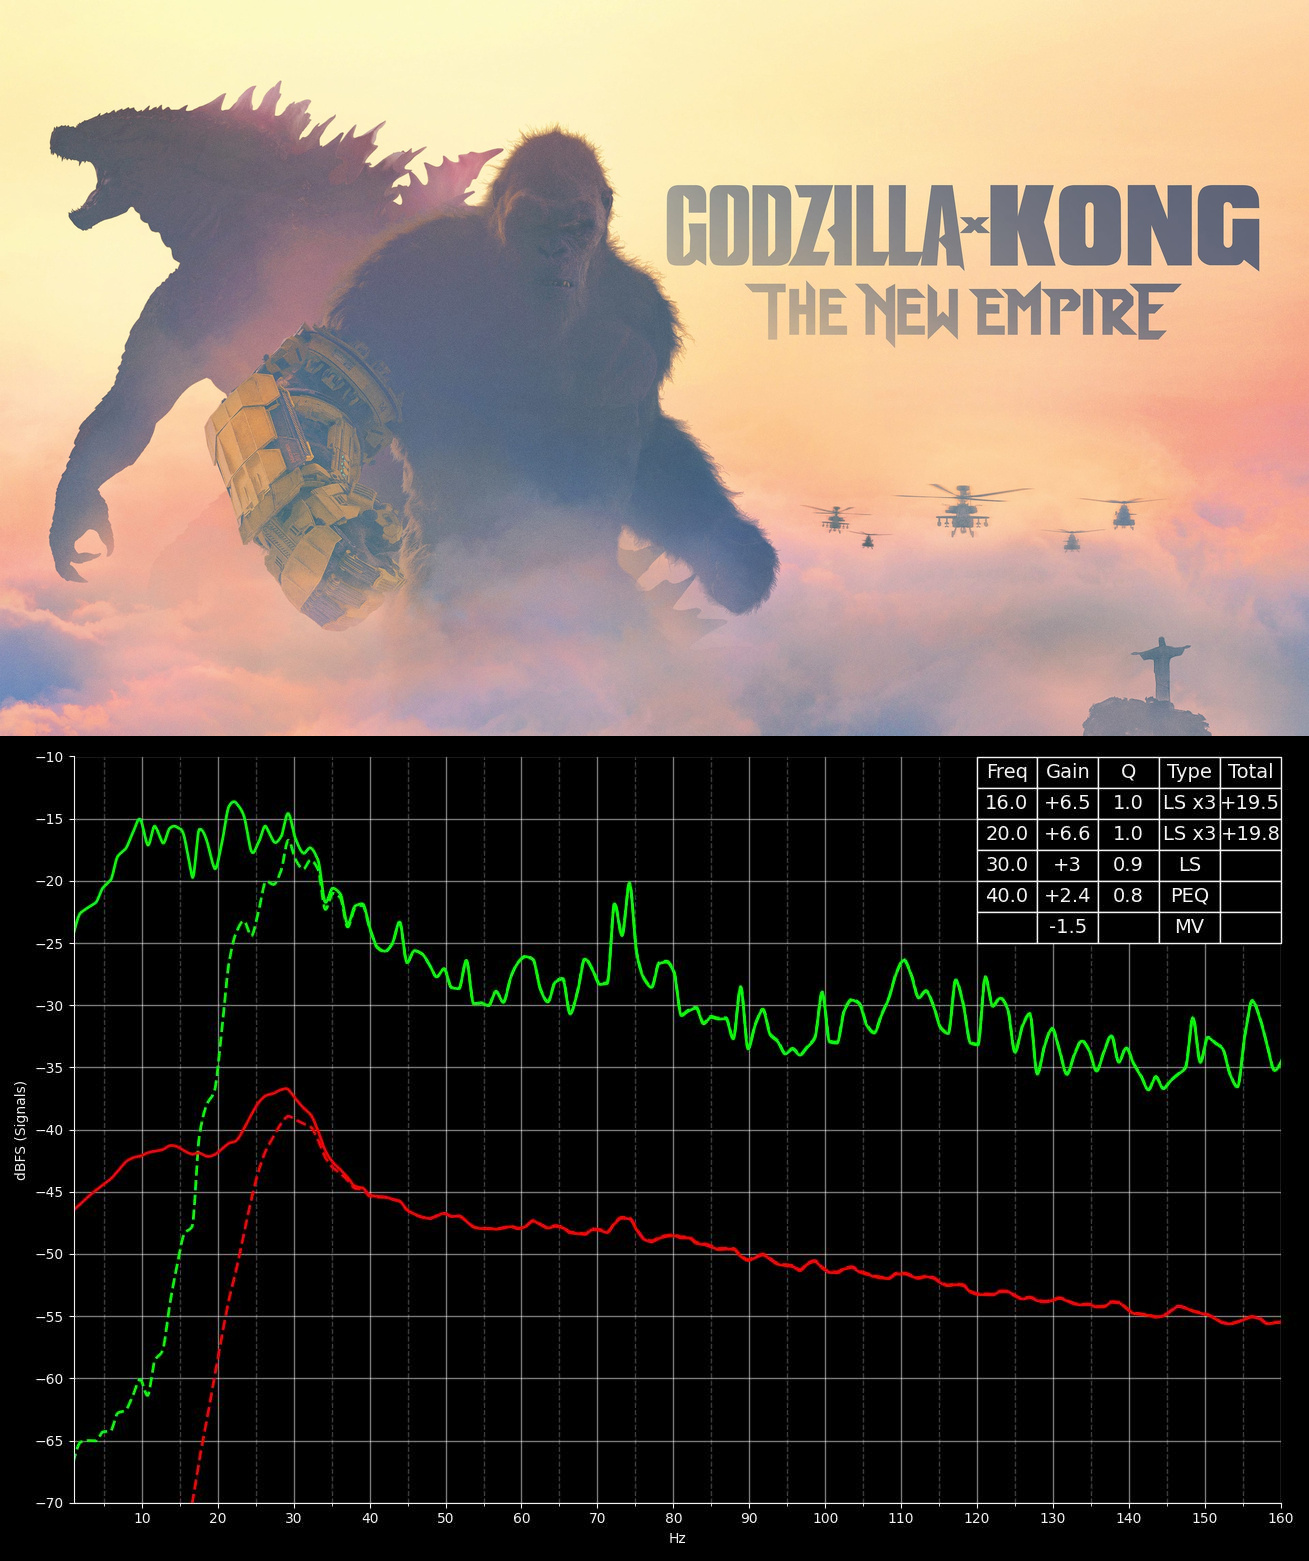 GODZILLA x KONG
THE NEW EMPIRE
Freq Gain Q Type Total
16.0 +6.5 1.0 LS x3 +19.5
20.0 +6.6 1.0 LS x3 +19.8
30.0 +3 0.9 LS
40.0 +2.4 0.8 PEQ
-1.5 MV
−10
−15
−20
−25
−30
−35
−40
−45
−50
−55
−60
−65
−70
dBFS (Signals)
10 20 30 40 50 60 70 80 90 100 110 120 130 140 150 160
Hz